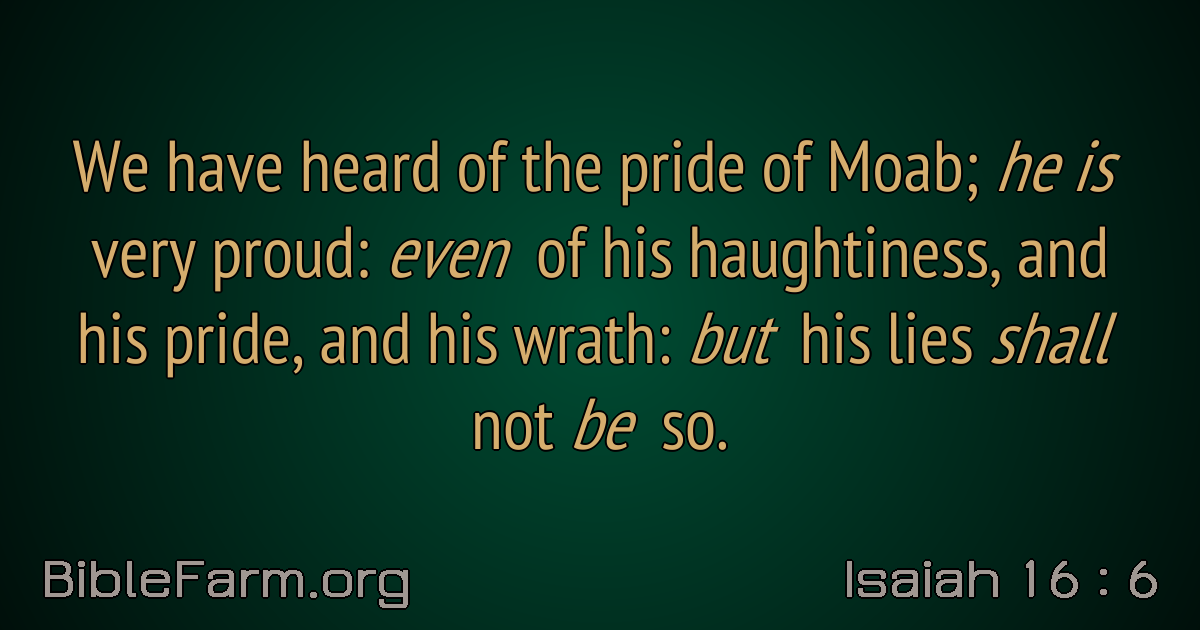 We have heard of the pride of Moab; he is
very proud: even of his haughtiness, and
his pride, and his wrath: but his lies shall
not be so.
BibleFarm.org
Isaiah 16 : 6